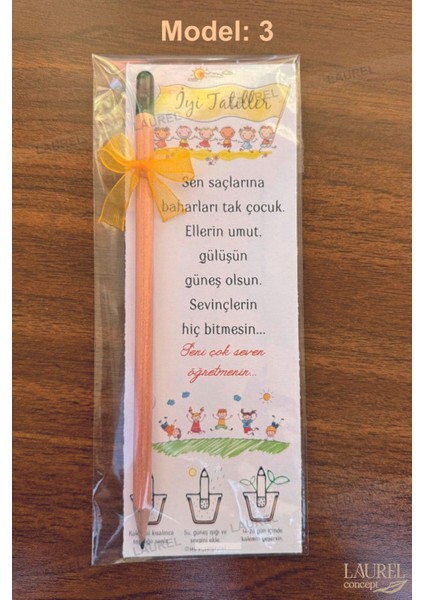 Model: 3
İyi Tatiller
Sen saçlarına
baharları tak çocuk.
Ellerin umut,
gülüşün
güneş olsun.
Sevinçlerin
hiç bitmesin...
Seni çok seven
öğretmenin...
LAUREL
concept